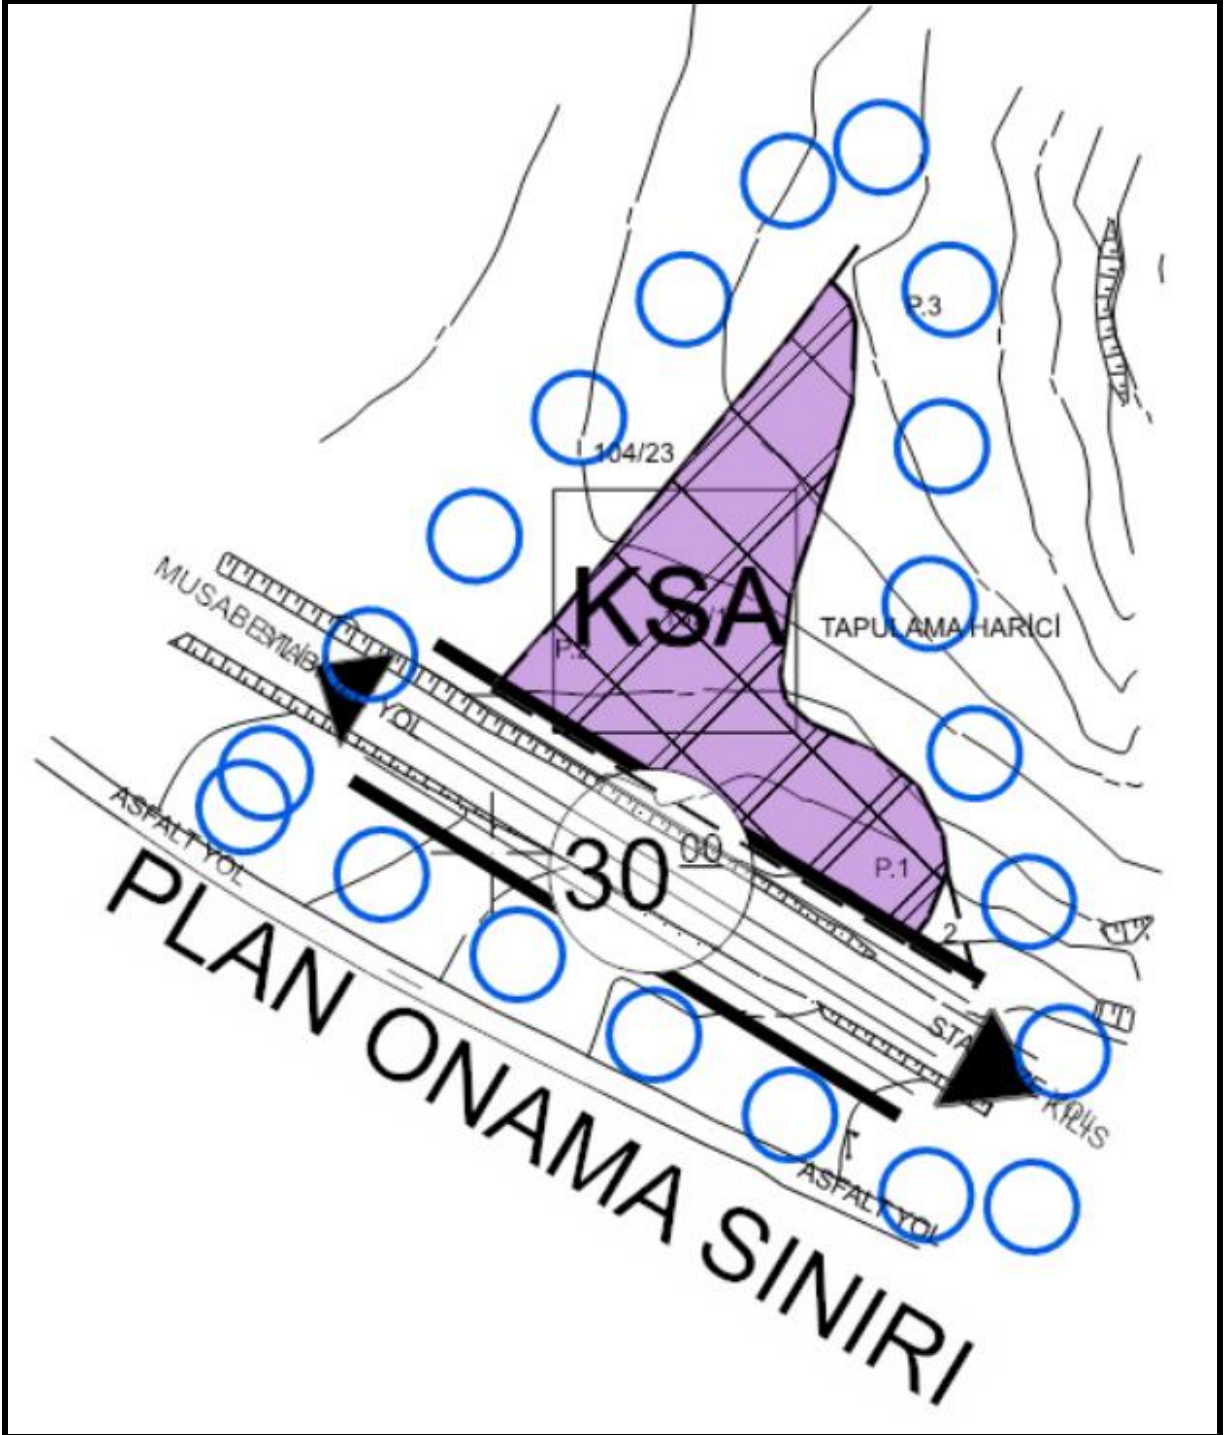 P.3
104/23
KSA
TAPULAMA HARİCİ
P.2
YOL
ASFALT YOL
30 00
P.1
2
ASFALT YOL
PLAN ONAMA SINIRI